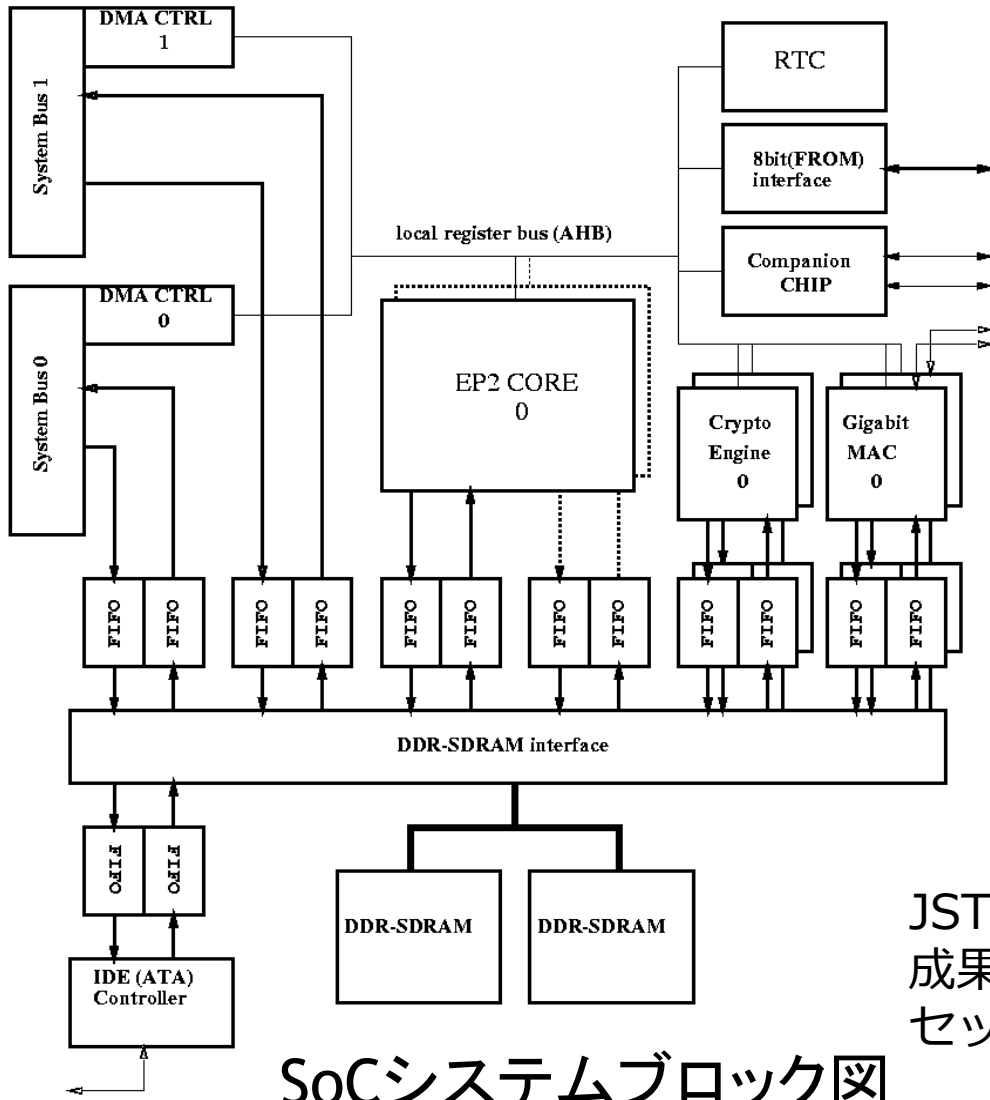 DMA CTRL
1
System Bus 1
RTC
8bit(FROM)
interface
local register bus (AHB)
Companion
CHIP
DMA CTRL
0
System Bus 0
EP2 CORE
0
Crypto
Engine
0
Gigabit
MAC
0
FIFO
FIFO
FIFO
FIFO
FIFO
FIFO
FIFO
FIFO
FIFO
FIFO
FIFO
FIFO
DDR-SDRAM interface
FIFO
FIFO
DDR-SDRAM
DDR-SDRAM
IDE (ATA)
Controller
JST
成果
セッ
SoCシステムブロック図